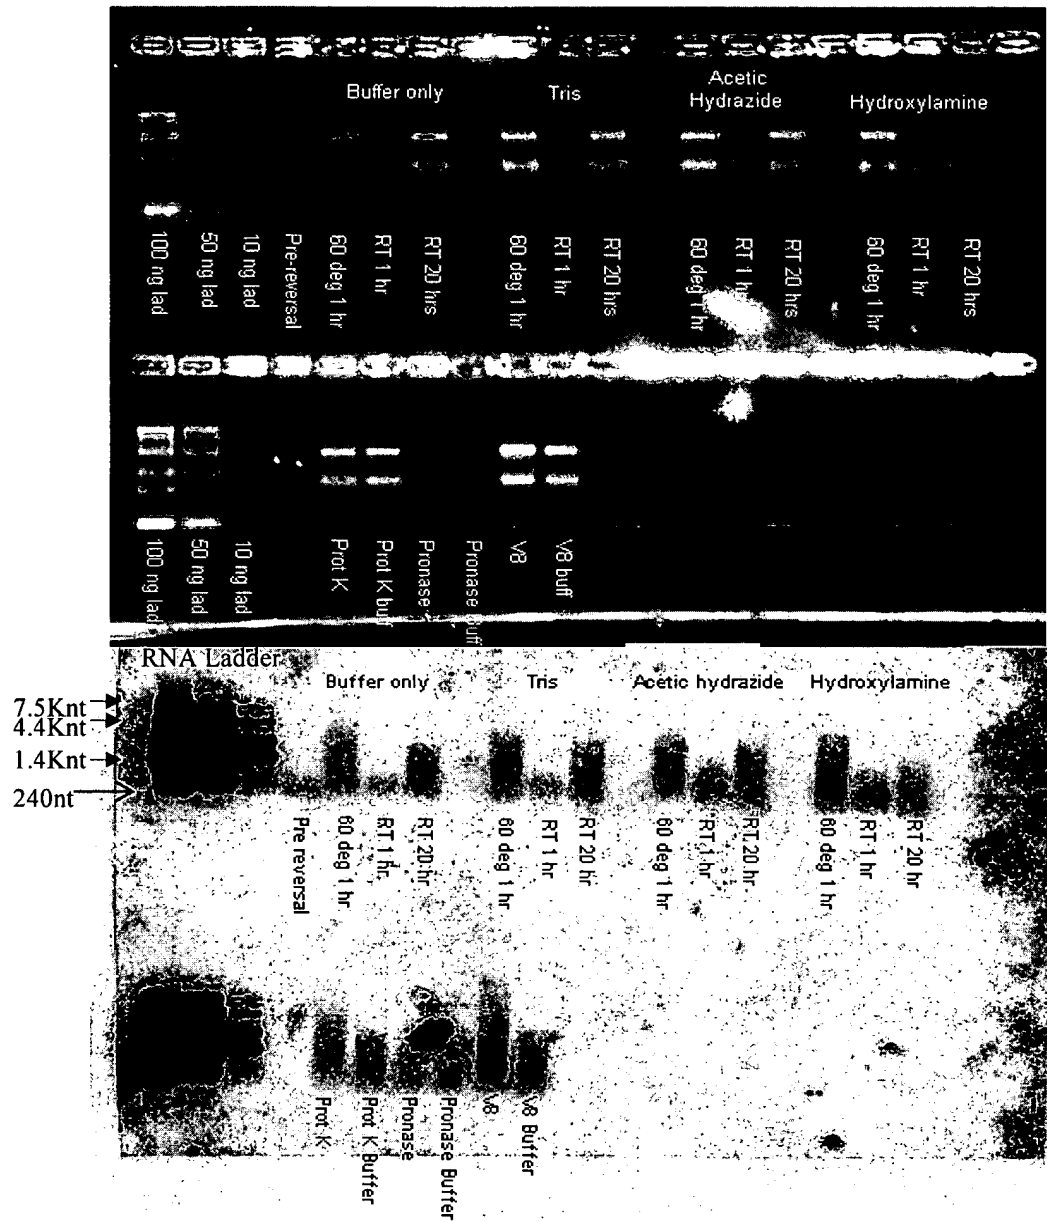 Buffer only
Tris
Acetic
Hydrazide
Hydroxylamine
100 ng lad
50 ng lad
10 ng lad
Pre-reversal
60 deg 1 hr
RT 1 hr
RT 20 hrs
60 deg 1 hr
RT 1 hr
RT 20 hrs
60 deg 1 hr
RT 1 hr
RT 20 hrs
60 deg 1 hr
RT 1 hr
RT 20 hrs
100 ng lad
50 ng lad
10 ng lad
Prot K
Prot K buff
Pronase
Pronase buff
V8
V8 buff
RNA Ladder
7.5Knt
4.4Knt
1.4Knt
240nt
Buffer only
Tris
Acetic hydrazide
Hydroxylamine
Pre reversal
60 deg 1 hr
RT 1 hr
RT 20 hr
60 deg 1 hr
RT 1 hr
RT 20 hr
60 deg 1 hr
RT 1 hr
RT 20 hr
60 deg 1 hr
RT 1 hr
RT 20 hr
Prot K
Prot K Buffer
Pronase
Pronase Buffer
V8
V8 Buffer